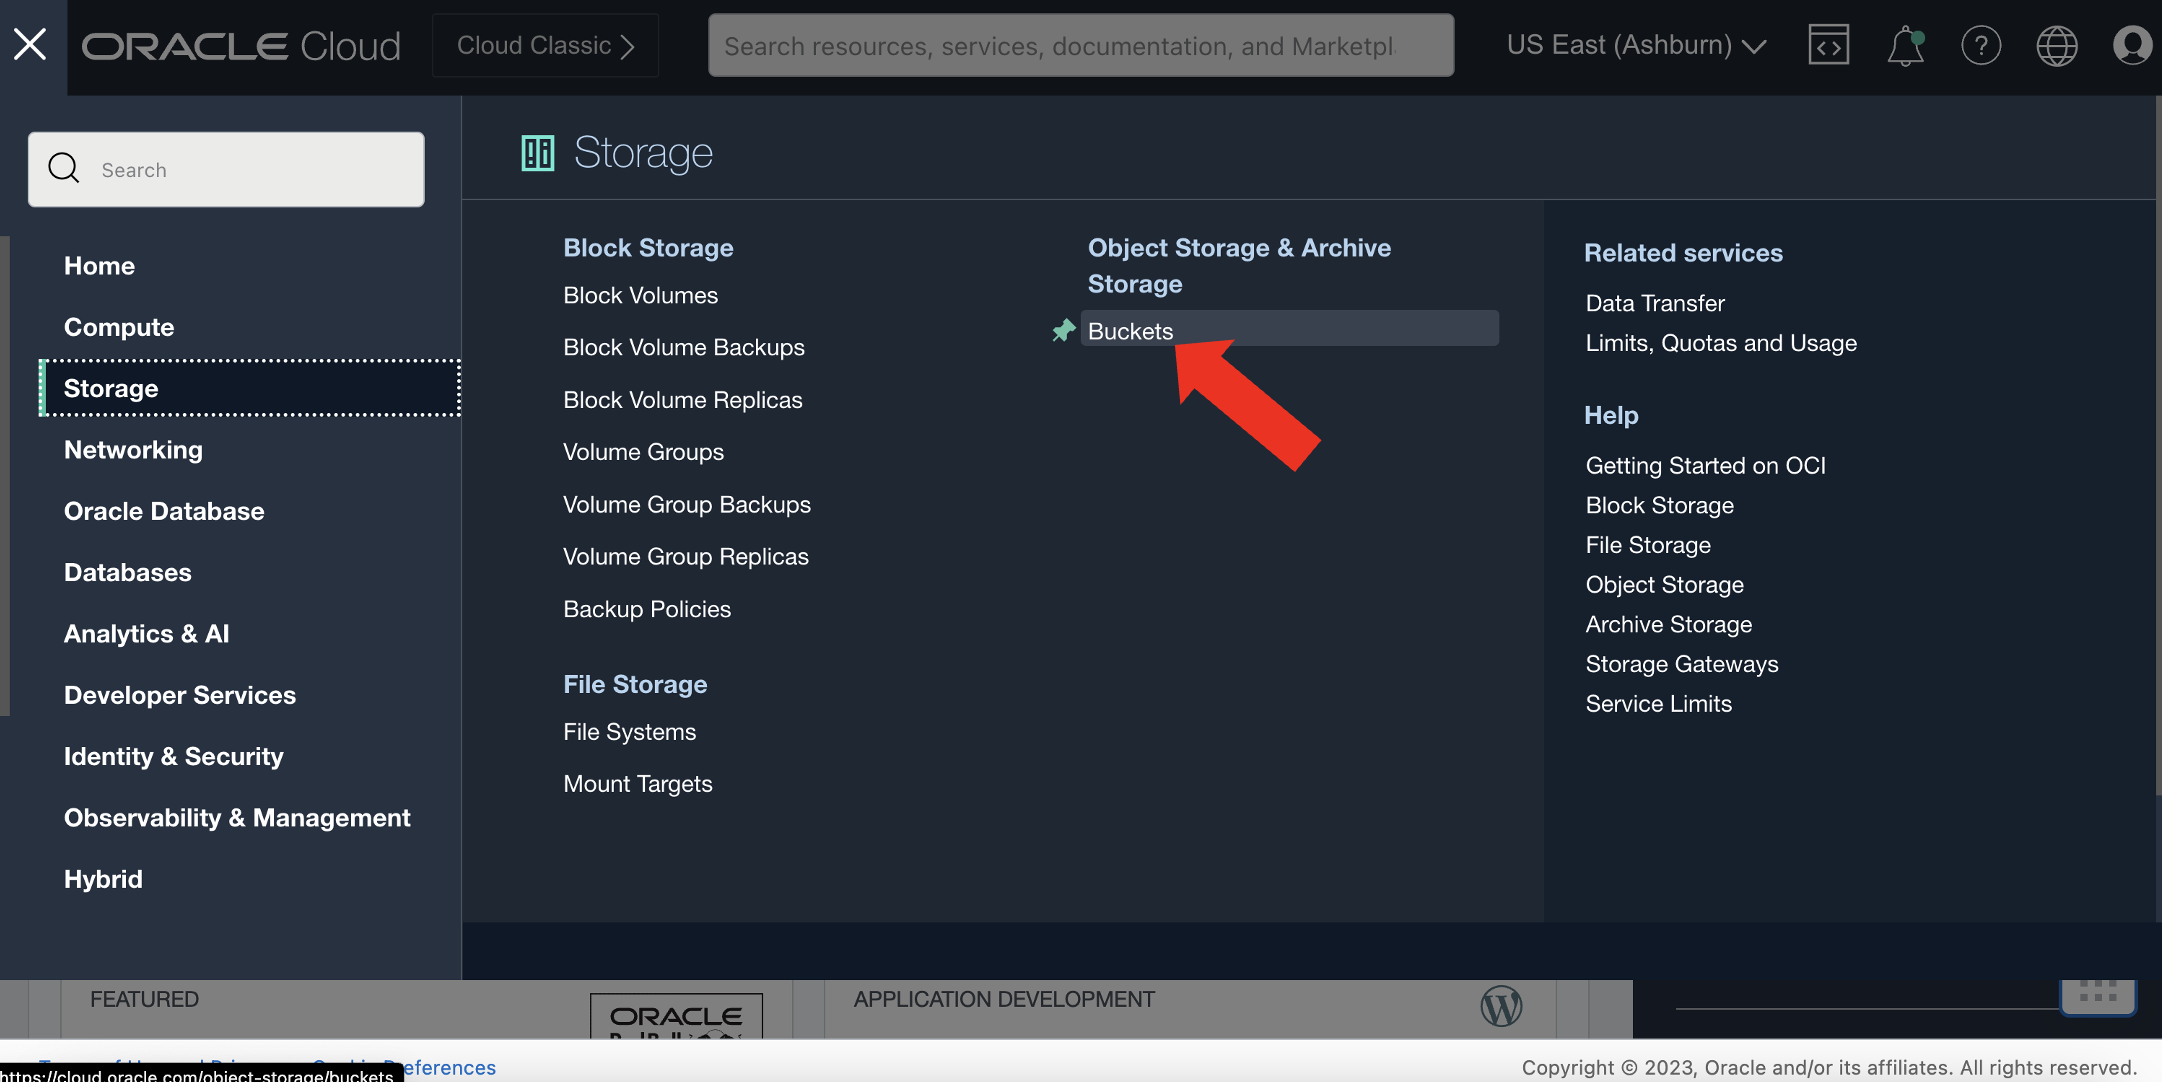 ORACLE Cloud
Cloud Classic
Search resources, services, documentation, and Marketpl
US East (Ashburn)
Search
Home
Compute
Storage
Networking
Oracle Database
Databases
Analytics & AI
Developer Services
Identity & Security
Observability & Management
Hybrid
Storage
Block Storage
Block Volumes
Block Volume Backups
Block Volume Replicas
Volume Groups
Volume Group Backups
Volume Group Replicas
Backup Policies
File Storage
File Systems
Mount Targets
Object Storage & Archive
Storage
Buckets
Related services
Data Transfer
Limits, Quotas and Usage
Help
Getting Started on OCI
Block Storage
File Storage
Object Storage
Archive Storage
Storage Gateways
Service Limits
FEATURED
ORACLE
APPLICATION DEVELOPMENT
eferences
https://cloud.oracle.com/object-storage/buckets
Copyright © 2023, Oracle and/or its affiliates. All rights reserved.